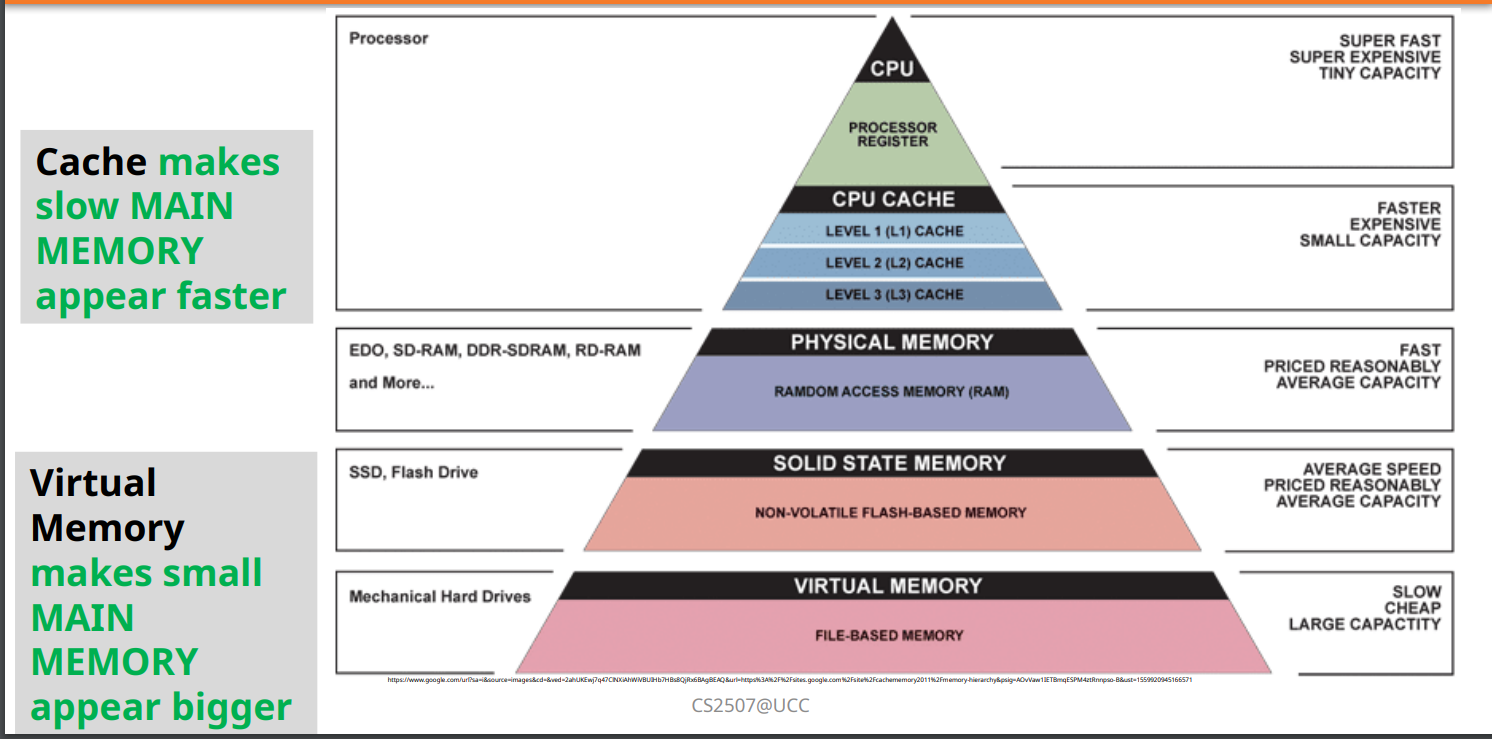 Cache makes
slow MAIN
MEMORY
appear faster
Virtual
Memory
makes small
MAIN
MEMORY
appear bigger
Processor
CPU
PROCESSOR
REGISTER
SUPER FAST
SUPER EXPENSIVE
TINY CAPACITY
CPU CACHE
LEVEL 1 (L1) CACHE
LEVEL 2 (L2) CACHE
LEVEL 3 (L3) CACHE
FASTER
EXPENSIVE
SMALL CAPACITY
EDO, SD-RAM, DDR-SDRAM, RD-RAM
and More...
PHYSICAL MEMORY
RAMDOM ACCESS MEMORY (RAM)
FAST
PRICED REASONABLY
AVERAGE CAPACITY
SSD, Flash Drive
SOLID STATE MEMORY
NON-VOLATILE FLASH-BASED MEMORY
AVERAGE SPEED
PRICED REASONABLY
AVERAGE CAPACITY
Mechanical Hard Drives
VIRTUAL MEMORY
FILE-BASED MEMORY
SLOW
CHEAP
LARGE CAPACTITY
CS2507@UCC